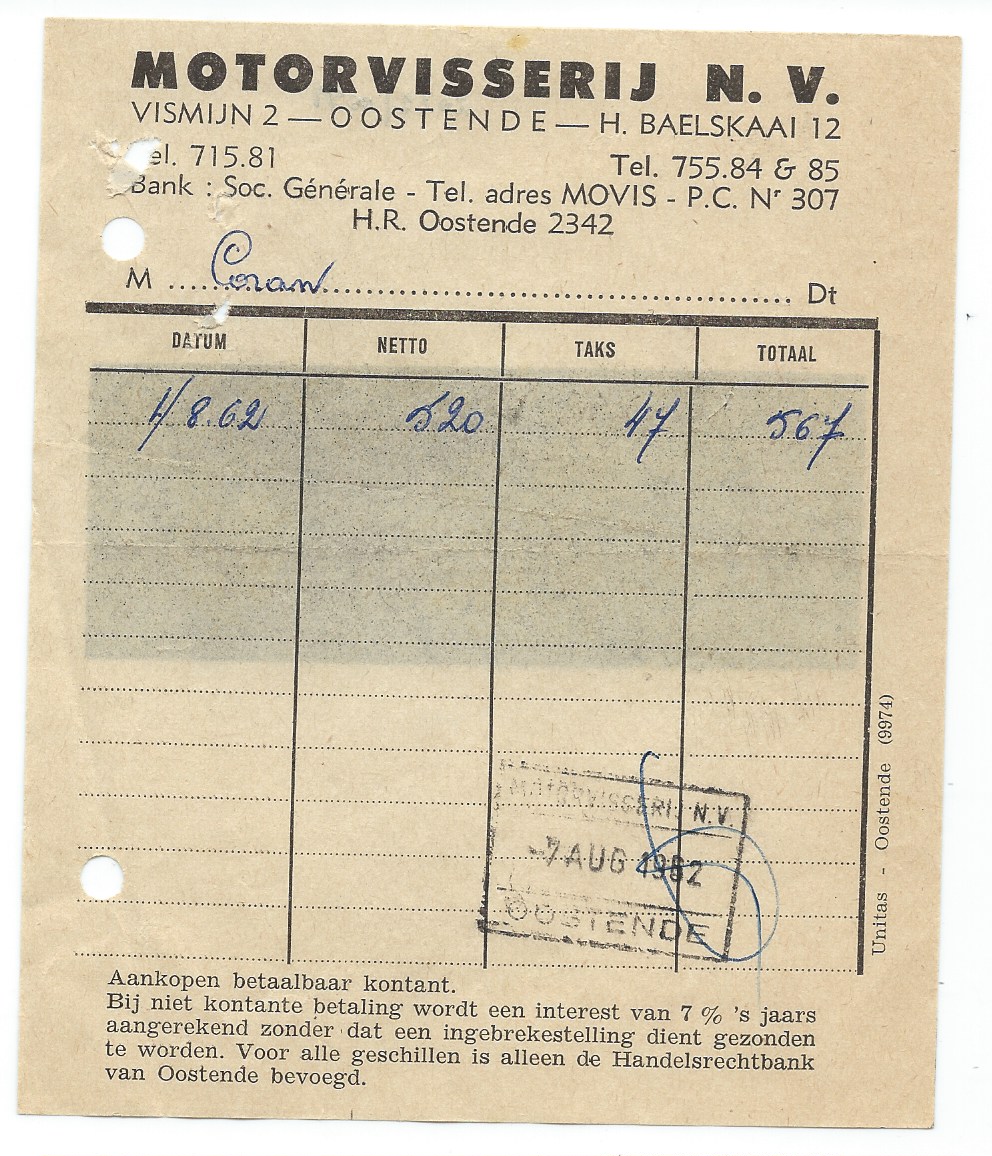 MOTORVISSERIJ N. V.
VISMIJN 2 — OOSTENDE — H. BAELSKAAI 12
Tel. 715.81 Tel. 755.84 & 85
Bank : Soc. Générale - Tel. adres MOVIS - P.C. Nr 307
H.R. Oostende 2342
M .................... Dt
DATUM NETTO TAKS TOTAAL
1/8.62 520 47 567
MOTORVISSERIJ N.V.
-7 AUG 1962
OOSTENDE
Unitas - Oostende (9974)
Aankopen betaalbaar kontant.
Bij niet kontante betaling wordt een interest van 7 % 's jaars
aangerekend zonder dat een ingebrekestelling dient gezonden
te worden. Voor alle geschillen is alleen de Handelsrechtbank
van Oostende bevoegd.